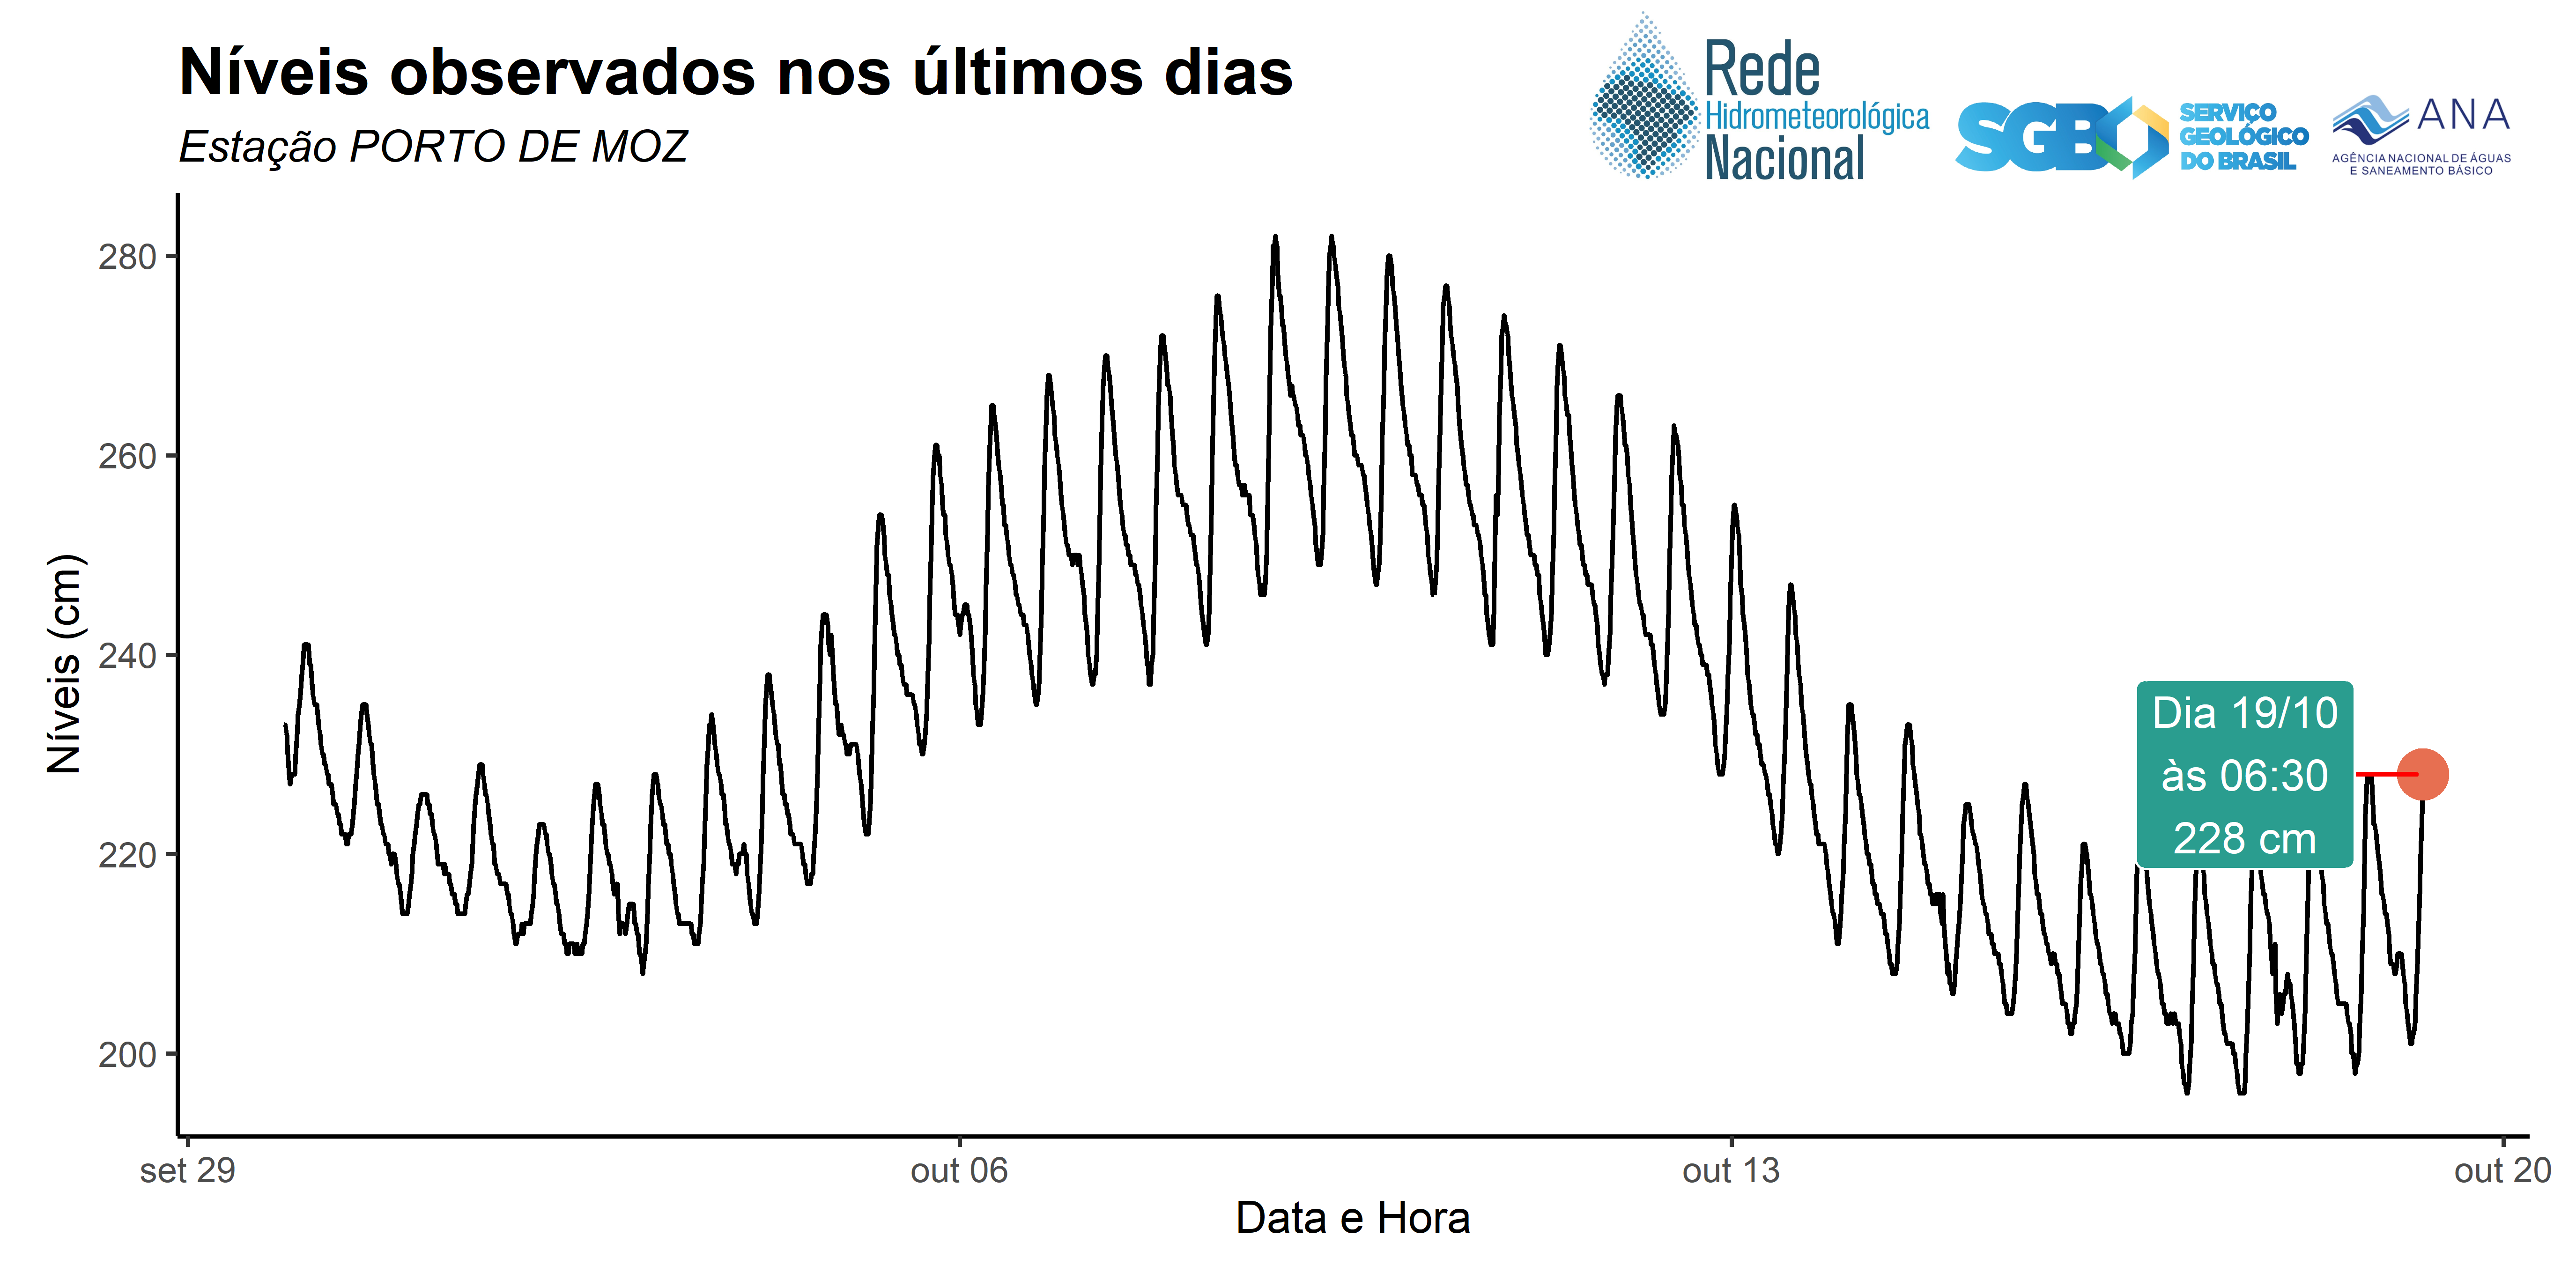 Níveis observados nos últimos dias
Estação PORTO DE MOZ
Rede
Hidrometeorológica
Nacional
SGB
SERVIÇO
GEOLÓGICO
DO BRASIL
ANA
AGÊNCIA NACIONAL DE ÁGUAS
E SANEAMENTO BÁSICO
Níveis (cm)
280
260
240
220
200
Dia 19/10
às 06:30
228 cm
set 29
out 06
out 13
out 20
Data e Hora